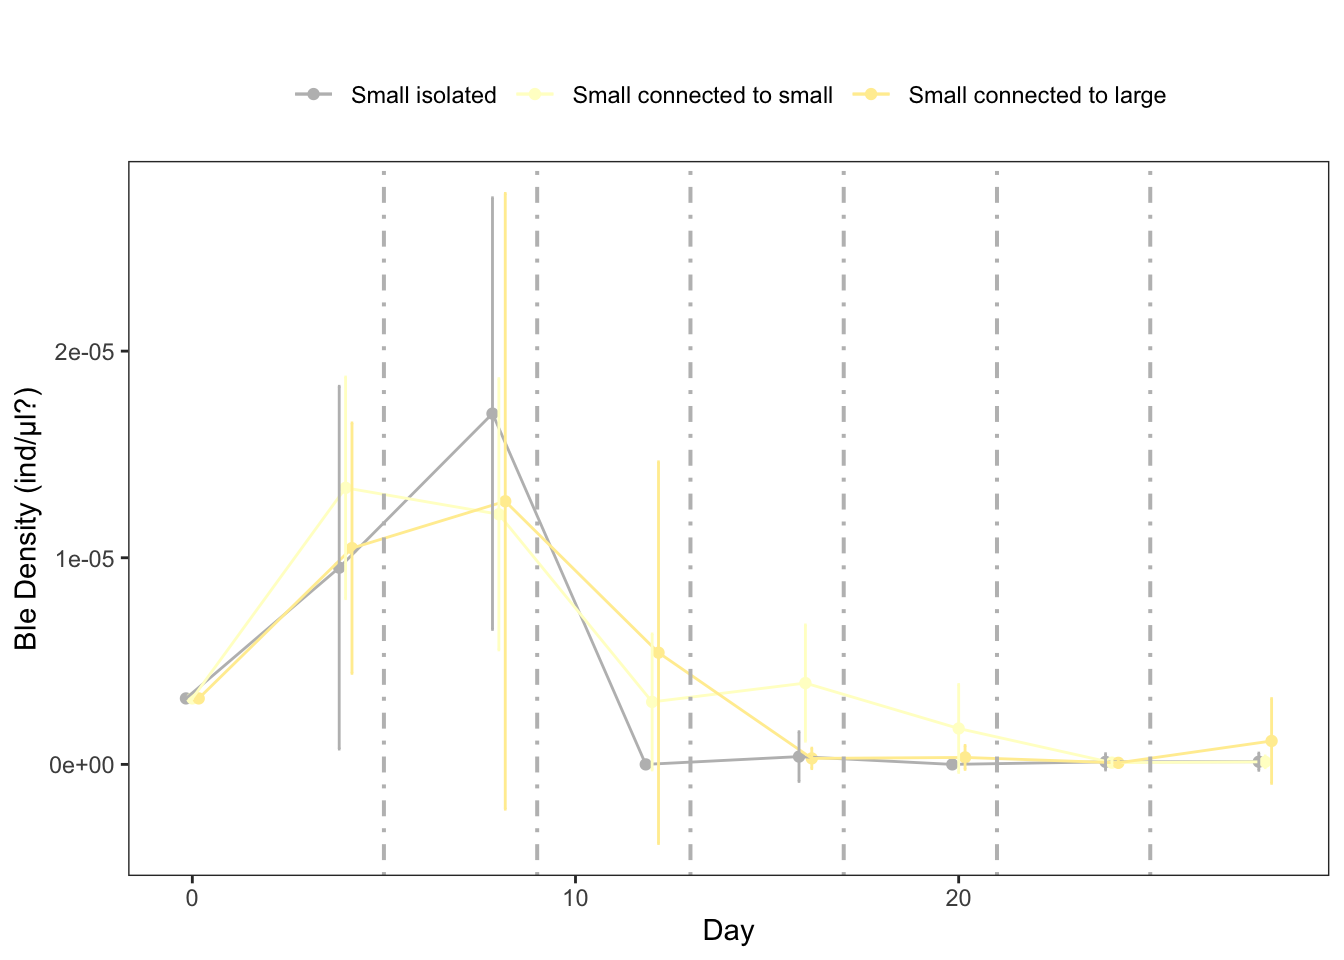 Small isolated Small connected to small Small connected to large
Ble Density (ind/µl?)
2e-05
1e-05
0e+00
0 10 20
Day